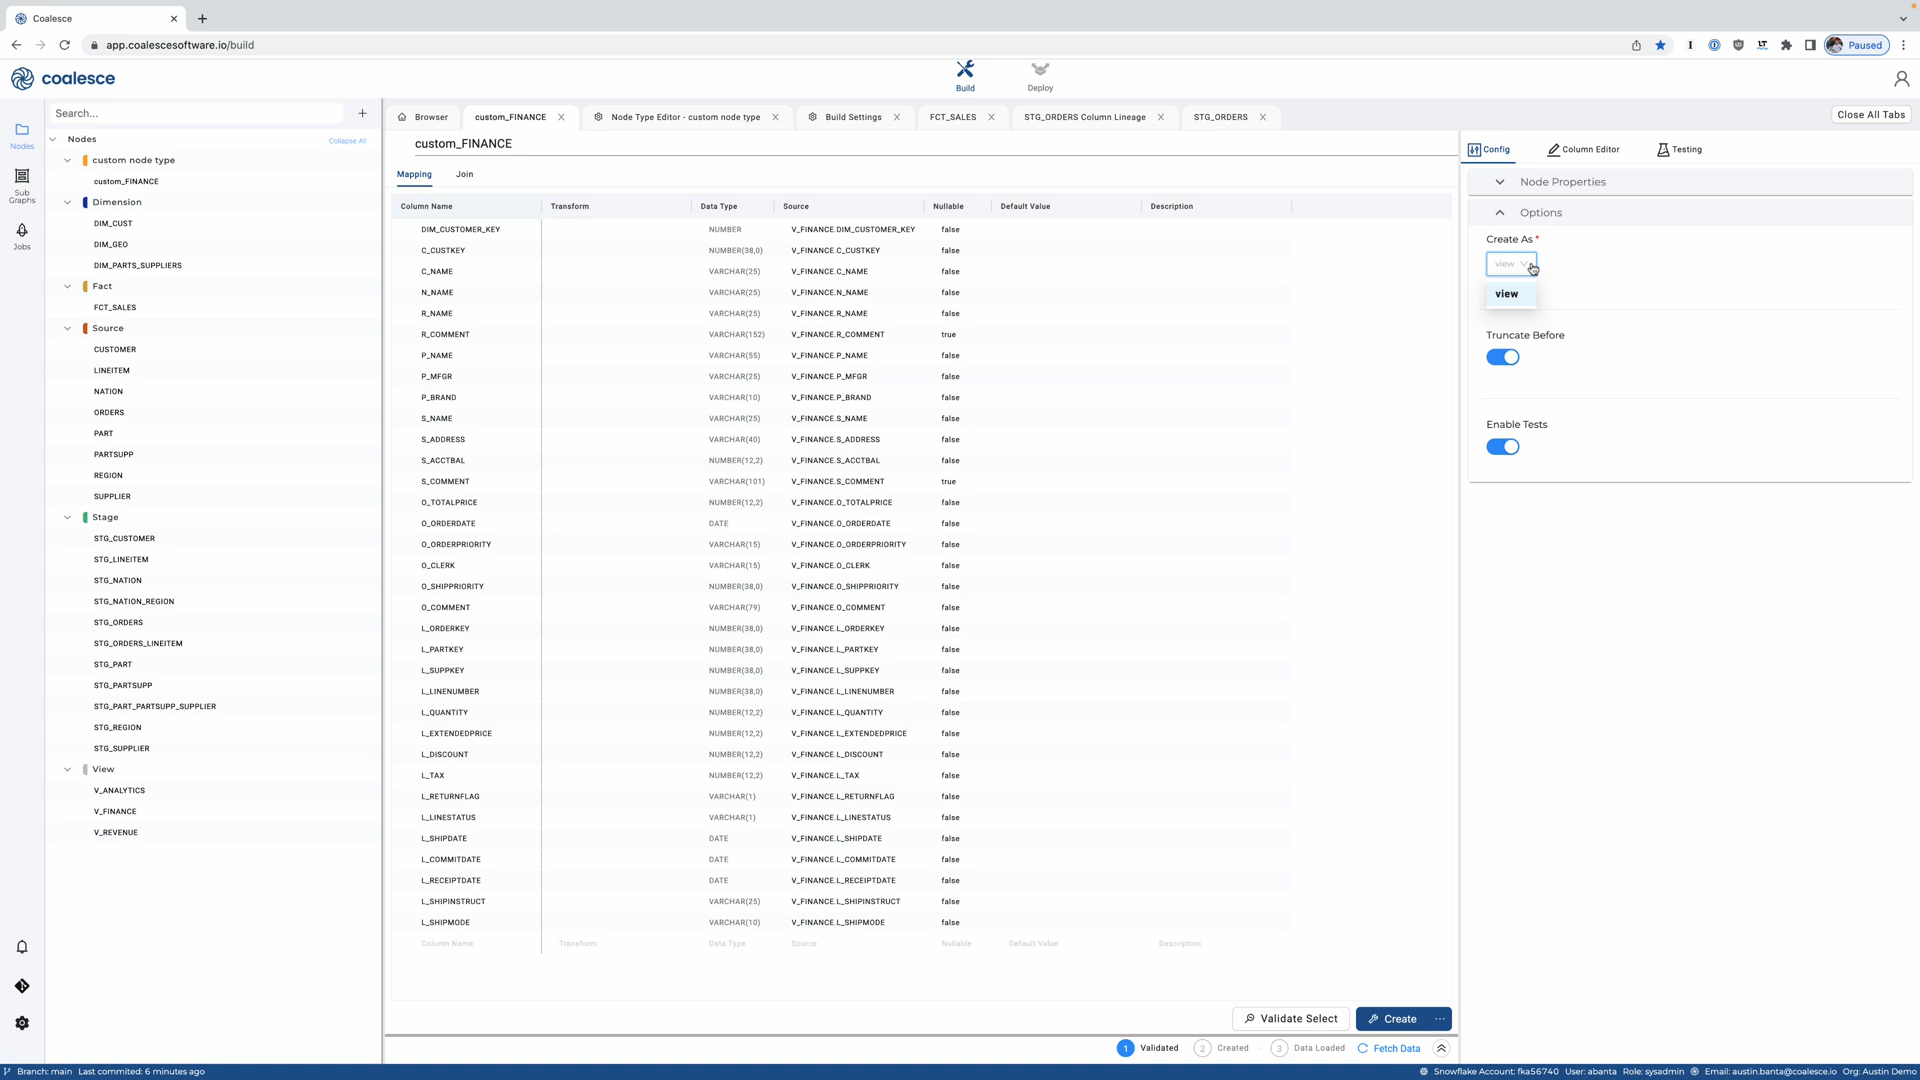 Coalesce
app.coalescesoftware.io/build
Paused
coalesce
Build
Deploy
Search...
Nodes
Sub Graphs
Jobs
Nodes
Collapse All
custom node type
custom_FINANCE
Dimension
DIM_CUST
DIM_GEO
DIM_PARTS_SUPPLIERS
Fact
FCT_SALES
Source
CUSTOMER
LINEITEM
NATION
ORDERS
PART
PARTSUPP
REGION
SUPPLIER
Stage
STG_CUSTOMER
STG_LINEITEM
STG_NATION
STG_NATION_REGION
STG_ORDERS
STG_ORDERS_LINEITEM
STG_PART
STG_PARTSUPP
STG_PART_PARTSUPP_SUPPLIER
STG_REGION
STG_SUPPLIER
View
V_ANALYTICS
V_FINANCE
V_REVENUE
Browser custom_FINANCE Node Type Editor - custom node type Build Settings FCT_SALES STG_ORDERS Column Lineage STG_ORDERS Close All Tabs
custom_FINANCE
Mapping Join
Column Name Transform Data Type Source Nullable Default Value Description
DIM_CUSTOMER_KEY NUMBER V_FINANCE.DIM_CUSTOMER_KEY false
C_CUSTKEY NUMBER(38,0) V_FINANCE.C_CUSTKEY false
C_NAME VARCHAR(25) V_FINANCE.C_NAME false
N_NAME VARCHAR(25) V_FINANCE.N_NAME false
R_NAME VARCHAR(25) V_FINANCE.R_NAME false
R_COMMENT VARCHAR(152) V_FINANCE.R_COMMENT true
P_NAME VARCHAR(55) V_FINANCE.P_NAME false
P_MFGR VARCHAR(25) V_FINANCE.P_MFGR false
P_BRAND VARCHAR(10) V_FINANCE.P_BRAND false
S_NAME VARCHAR(25) V_FINANCE.S_NAME false
S_ADDRESS VARCHAR(40) V_FINANCE.S_ADDRESS false
S_ACCTBAL NUMBER(12,2) V_FINANCE.S_ACCTBAL false
S_COMMENT VARCHAR(101) V_FINANCE.S_COMMENT true
O_TOTALPRICE NUMBER(12,2) V_FINANCE.O_TOTALPRICE false
O_ORDERDATE DATE V_FINANCE.O_ORDERDATE false
O_ORDERPRIORITY VARCHAR(15) V_FINANCE.O_ORDERPRIORITY false
O_CLERK VARCHAR(15) V_FINANCE.O_CLERK false
O_SHIPPRIORITY NUMBER(38,0) V_FINANCE.O_SHIPPRIORITY false
O_COMMENT VARCHAR(79) V_FINANCE.O_COMMENT false
L_ORDERKEY NUMBER(38,0) V_FINANCE.L_ORDERKEY false
L_PARTKEY NUMBER(38,0) V_FINANCE.L_PARTKEY false
L_SUPPKEY NUMBER(38,0) V_FINANCE.L_SUPPKEY false
L_LINENUMBER NUMBER(38,0) V_FINANCE.L_LINENUMBER false
L_QUANTITY NUMBER(12,2) V_FINANCE.L_QUANTITY false
L_EXTENDEDPRICE NUMBER(12,2) V_FINANCE.L_EXTENDEDPRICE false
L_DISCOUNT NUMBER(12,2) V_FINANCE.L_DISCOUNT false
L_TAX NUMBER(12,2) V_FINANCE.L_TAX false
L_RETURNFLAG VARCHAR(1) V_FINANCE.L_RETURNFLAG false
L_LINESTATUS VARCHAR(1) V_FINANCE.L_LINESTATUS false
L_SHIPDATE DATE V_FINANCE.L_SHIPDATE false
L_COMMITDATE DATE V_FINANCE.L_COMMITDATE false
L_RECEIPTDATE DATE V_FINANCE.L_RECEIPTDATE false
L_SHIPINSTRUCT VARCHAR(25) V_FINANCE.L_SHIPINSTRUCT false
L_SHIPMODE VARCHAR(10) V_FINANCE.L_SHIPMODE false
Column Name Transform Data Type Source Nullable Default Value Description
Validate Select Create ...
1 Validated 2 Created 3 Data Loaded Fetch Data
Config Column Editor Testing
Node Properties
Options
Create As *
view
view
Truncate Before
Enable Tests
Branch: main Last commited: 6 minutes ago
Snowflake Account: fka56740 User: abanta Role: sysadmin Email: austin.banta@coalesce.io Org: Austin Demo